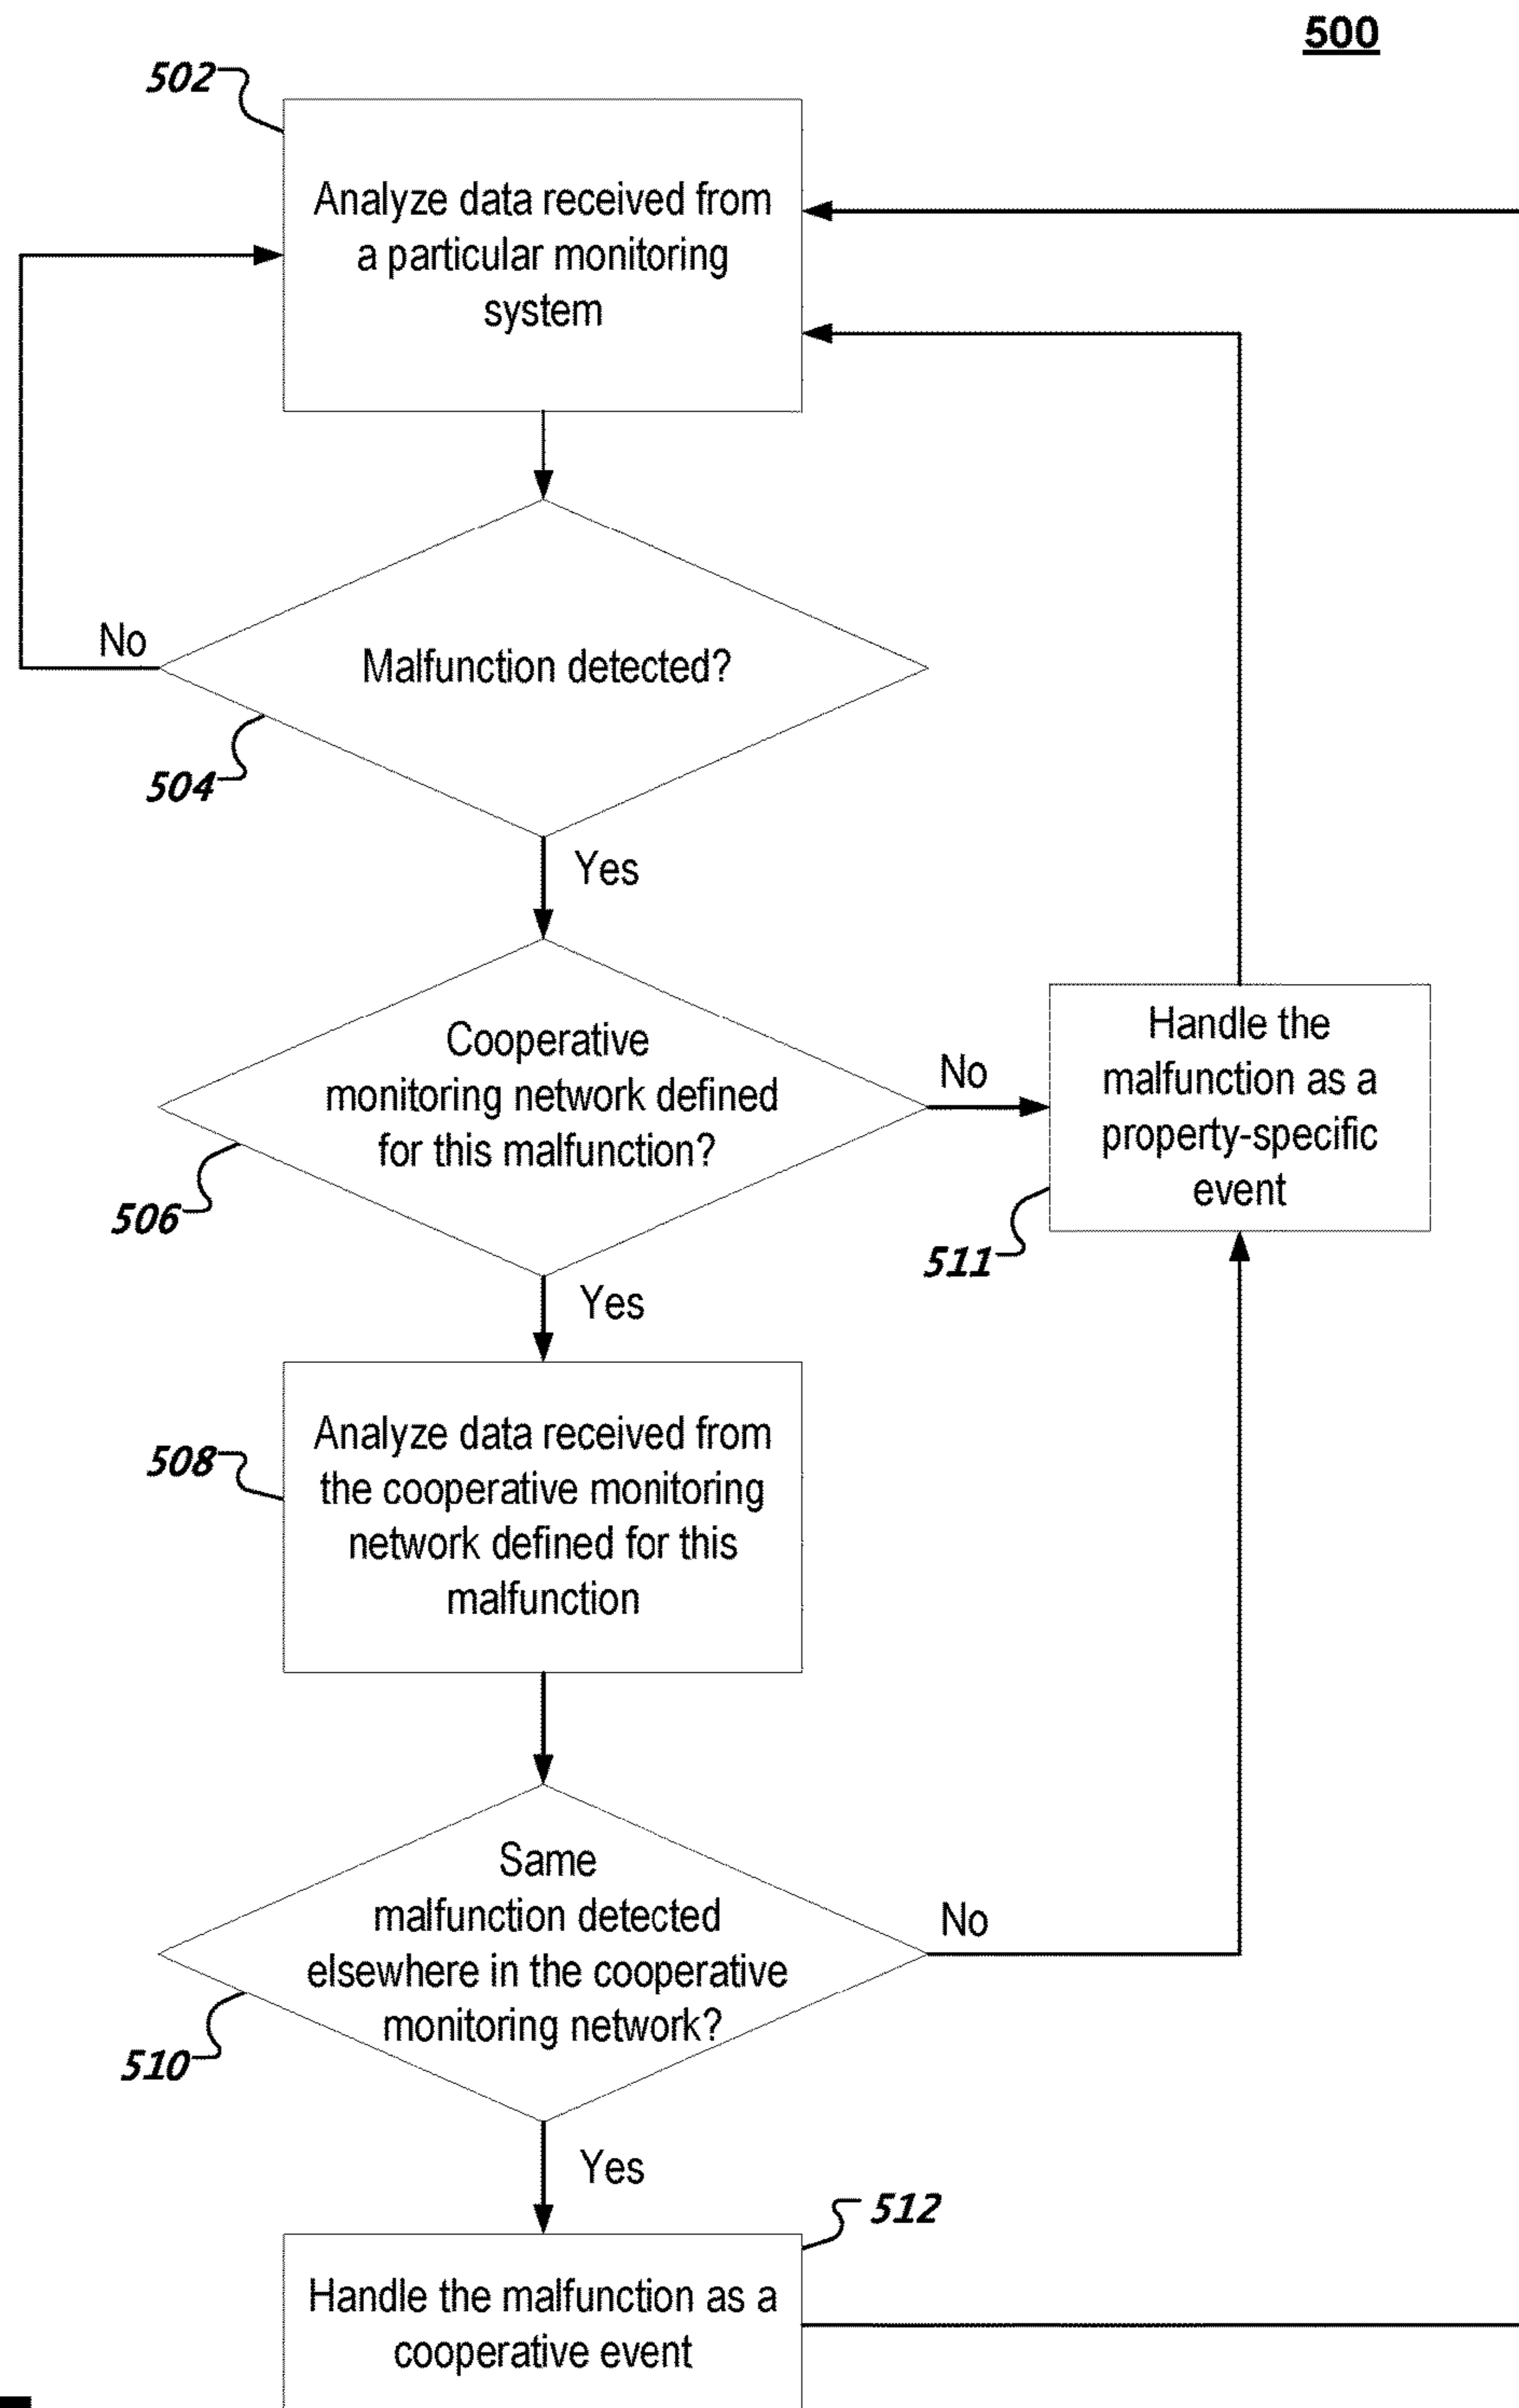 500
502
Analyze data received from
a particular monitoring
system
No
Malfunction detected?
504
Yes
Cooperative
monitoring network defined
for this malfunction?
No
506
Handle the
malfunction as a
property-specific
event
511
Yes
508
Analyze data received from
the cooperative monitoring
network defined for this
malfunction
Same
malfunction detected
elsewhere in the cooperative
monitoring network?
No
510
Yes
512
Handle the malfunction as a
cooperative event